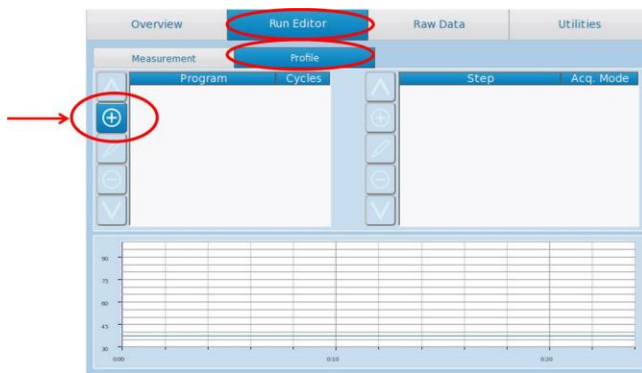 Overview Run Editor Raw Data Utilities
Measurement Profile
Program Cycles Step Acq. Mode
90
75
60
45
30
0:00 0:10 0:20